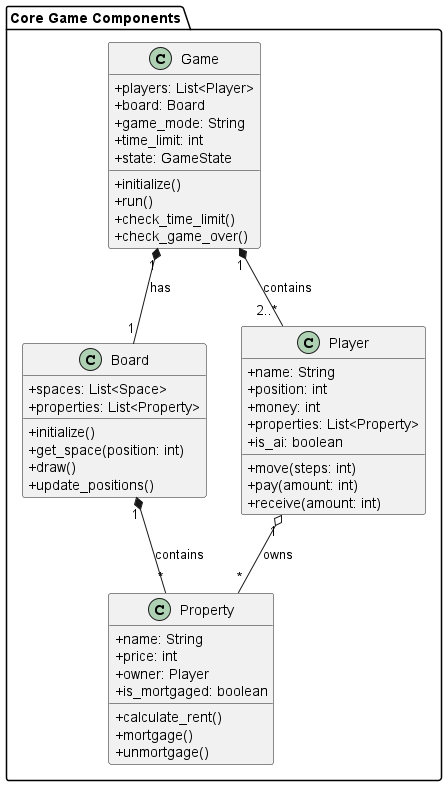 Core Game Components
C Game
+players: List<Player>
+board: Board
+game_mode: String
+time_limit: int
+state: GameState
+initialize()
+run()
+check_time_limit()
+check_game_over()
1
1
has
contains
1
2..*
C Board
+spaces: List<Space>
+properties: List<Property>
+initialize()
+get_space(position: int)
+draw()
+update_positions()
C Player
+name: String
+position: int
+money: int
+properties: List<Property>
+is_ai: boolean
+move(steps: int)
+pay(amount: int)
+receive(amount: int)
1
1
contains
owns
*
*
C Property
+name: String
+price: int
+owner: Player
+is_mortgaged: boolean
+calculate_rent()
+mortgage()
+unmortgage()